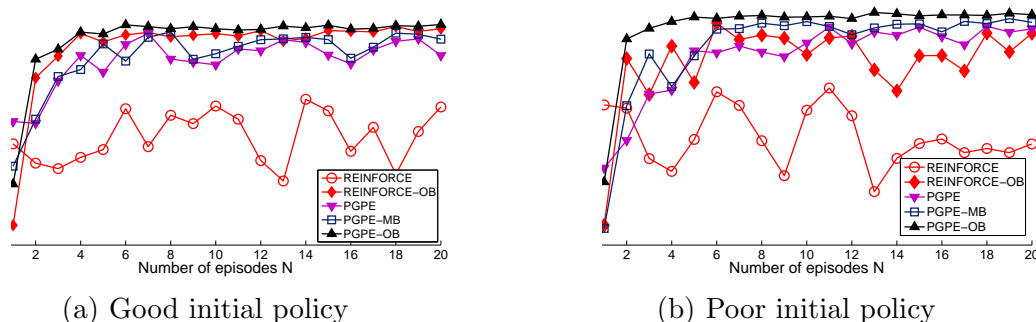 REINFORCE
REINFORCE-OB
PGPE
PGPE-MB
PGPE-OB
2 4 6 8 10 12 14 16 18 20
Number of episodes N
(a) Good initial policy
REINFORCE
REINFORCE-OB
PGPE
PGPE-MB
PGPE-OB
2 4 6 8 10 12 14 16 18 20
Number of episodes N
(b) Poor initial policy